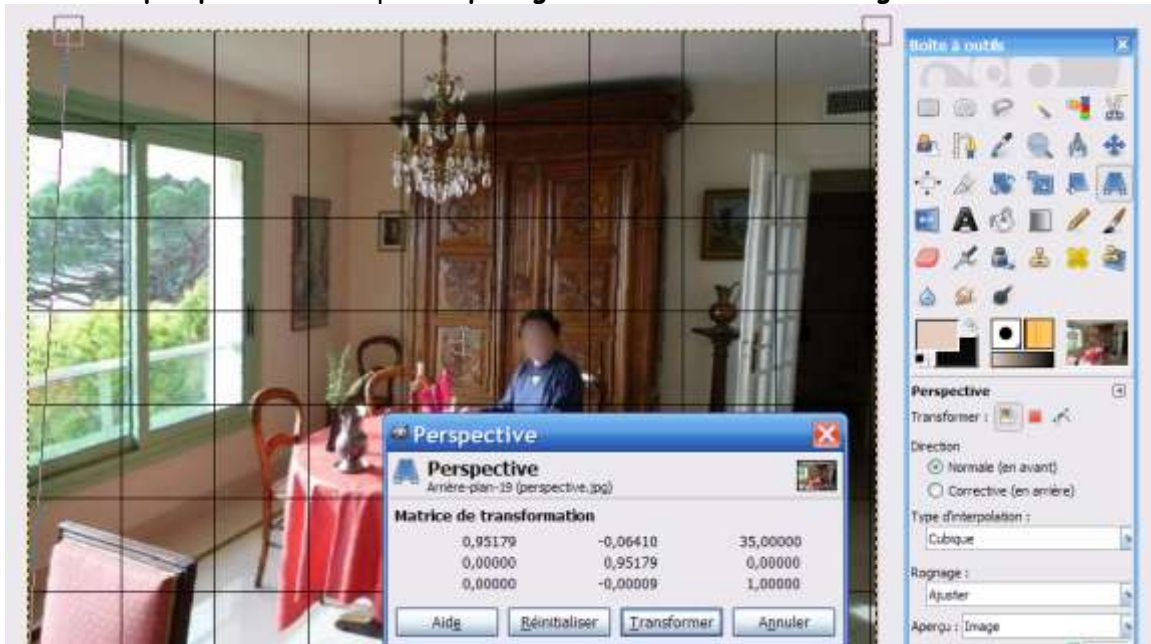 Boîte à outils
Perspective
Transformer :
Direction
Normale (en avant)
Corrective (en arrière)
Type d'interpolation :
Cubique
Rognage :
Ajuster
Aperçu : Image
Perspective
Perspective
Arrière-plan-19 (perspective.jpg)
Matrice de transformation
0,95179 -0,06410 35,00000
0,00000 0,95179 0,00000
0,00000 -0,00009 1,00000
Aide Réinitialiser Transformer Annuler